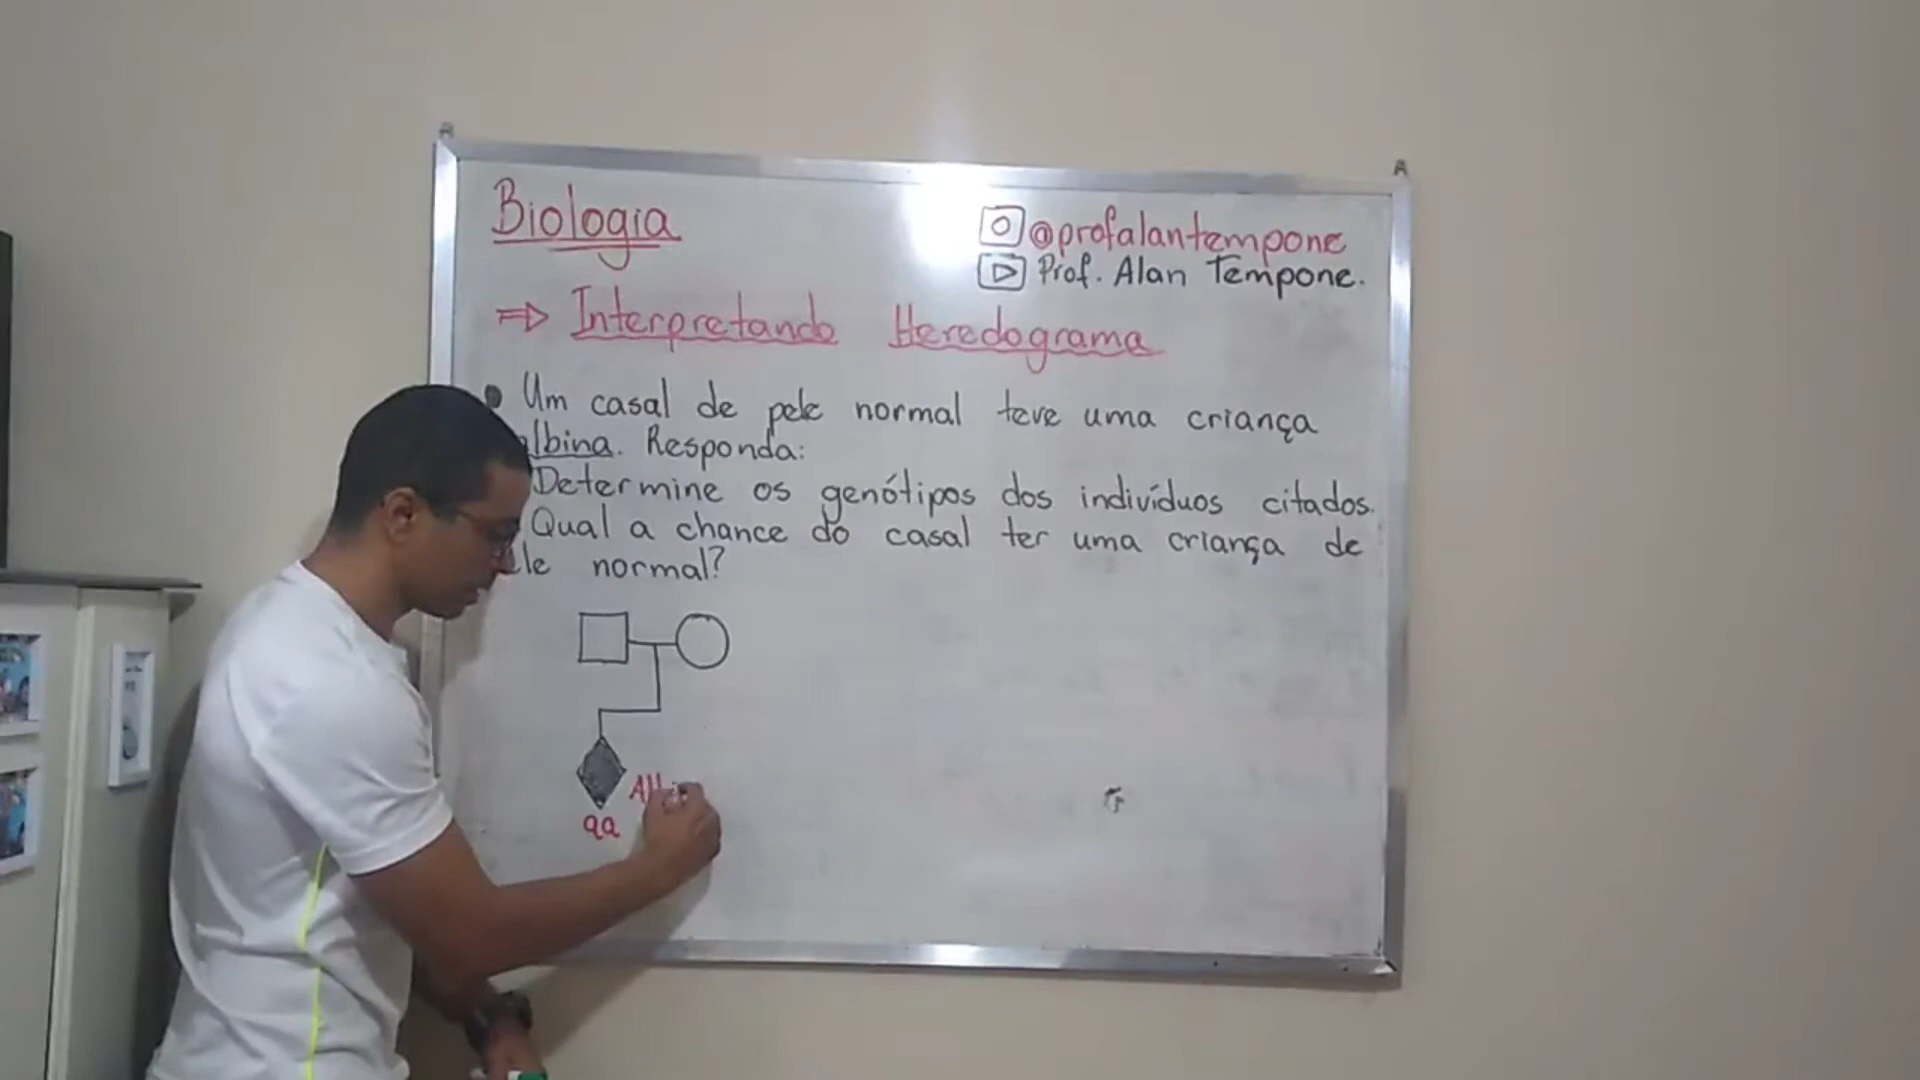 Biologia
@profalantempone
Prof. Alan Tempone.
⇒ Interpretando Heredograma
• Um casal de pele normal teve uma criança
albina. Responda:
Determine os genótipos dos indivíduos citados.
Qual a chance do casal ter uma criança de
normal?
aa